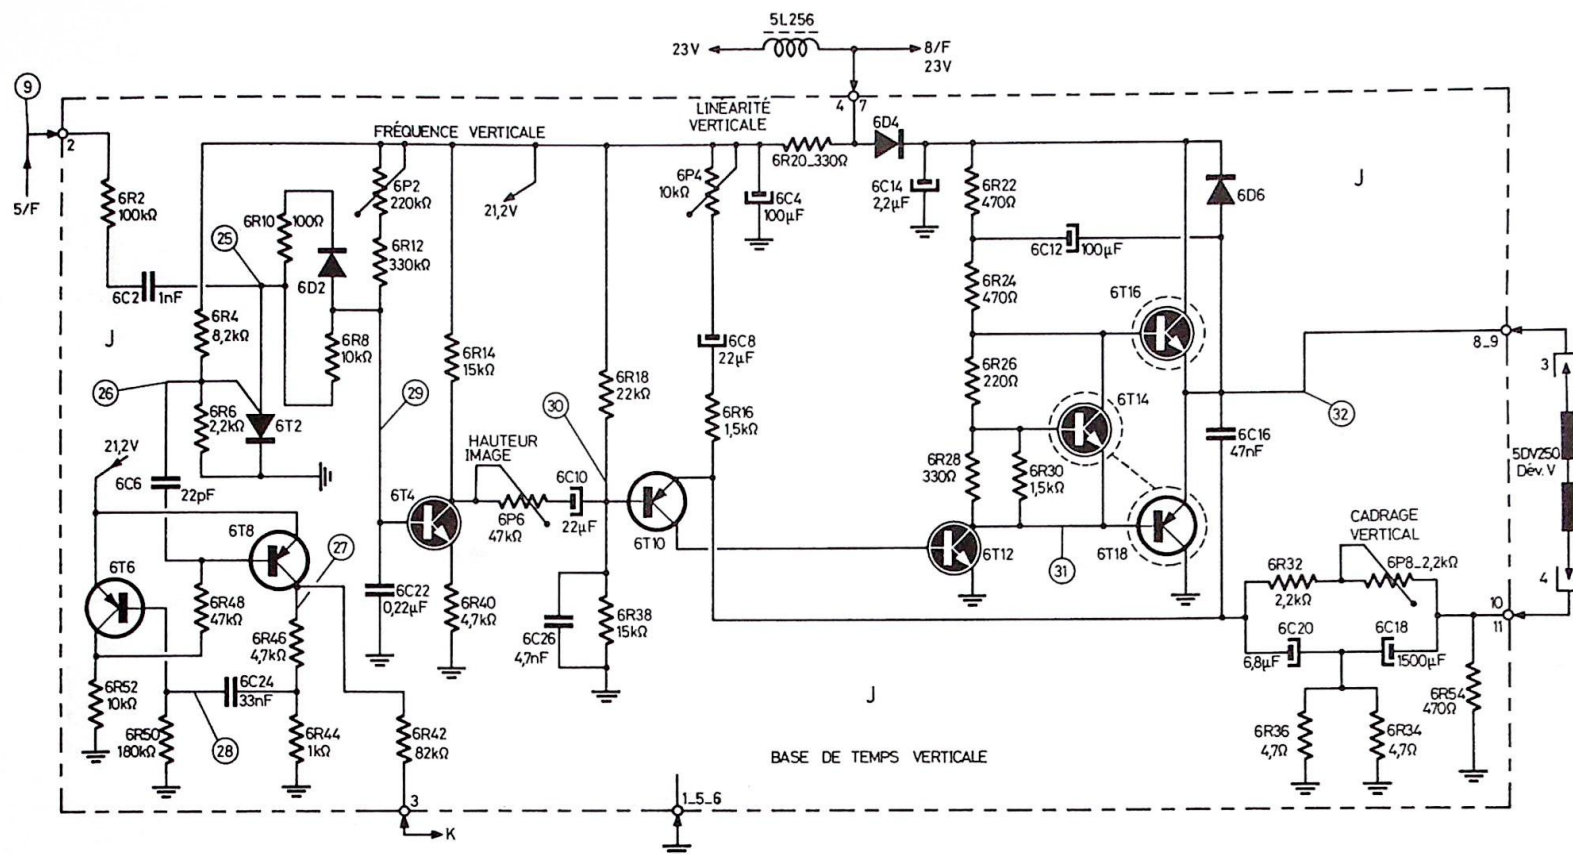 5L256
23V
8/F
23V
9
2
5/F
4
7
LINÉARITÉ
VERTICALE
FRÉQUENCE VERTICALE
6D4
6R20_330Ω
J
6R2
100kΩ
6R10
100Ω
6P2
220kΩ
21,2V
6P4
10kΩ
6C4
100µF
6C14
2,2µF
6R22
470Ω
6D6
25
6D2
6R12
330kΩ
6C12
100µF
6C2
1nF
6R24
470Ω
6T16
J
6R4
8,2kΩ
6R8
10kΩ
6R14
15kΩ
6C8
22µF
8_9
26
6R18
22kΩ
6R26
220Ω
3
6R6
2,2kΩ
6T2
29
30
6R16
1,5kΩ
6T14
32
21,2V
HAUTEUR
IMAGE
6C16
47nF
6C6
22pF
6C10
6R28
330Ω
6R30
1,5kΩ
5DV250
Dév. V
6T4
6P6
47kΩ
22µF
6T10
6T8
27
6T12
31
6T18
CADRAGE
VERTICAL
6T6
6R32
2,2kΩ
6P8_2,2kΩ
4
6C22
0,22µF
6R48
47kΩ
6R40
4,7kΩ
6C26
4,7nF
6R38
15kΩ
10
11
6R46
4,7kΩ
6C20
6,8µF
6C18
1500µF
6R52
10kΩ
6C24
33nF
J
6R54
470Ω
6R50
180kΩ
28
6R44
1kΩ
6R42
82kΩ
6R36
4,7Ω
6R34
4,7Ω
BASE DE TEMPS VERTICALE
3
K
1_5_6